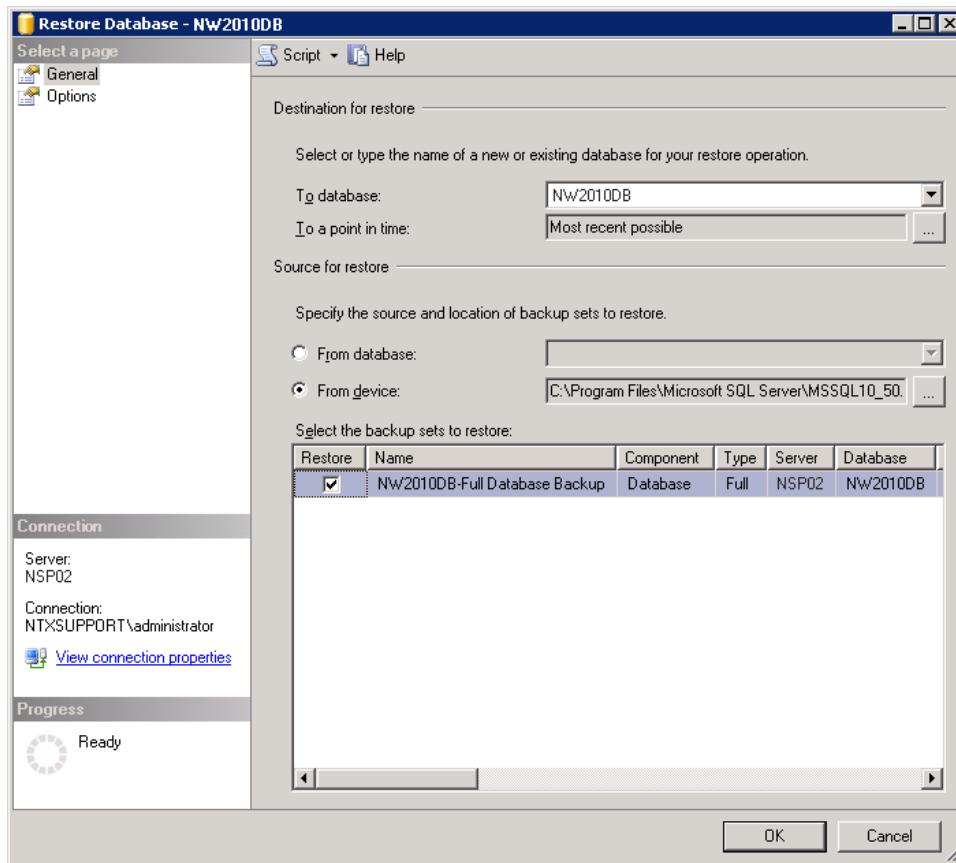 Restore Database - NW2010DB
Select a page
General
Options
Script
Help
Destination for restore
Select or type the name of a new or existing database for your restore operation.
To database:
NW2010DB
To a point in time:
Most recent possible
...
Source for restore
Specify the source and location of backup sets to restore.
From database:
From device:
C:\Program Files\Microsoft SQL Server\MSSQL10_50.
...
Select the backup sets to restore:
Restore Name Component Type Server Database
NW2010DB-Full Database Backup Database Full NSP02 NW2010DB
Connection
Server:
NSP02
Connection:
NTXSUPPORT\administrator
View connection properties
Progress
Ready
OK
Cancel